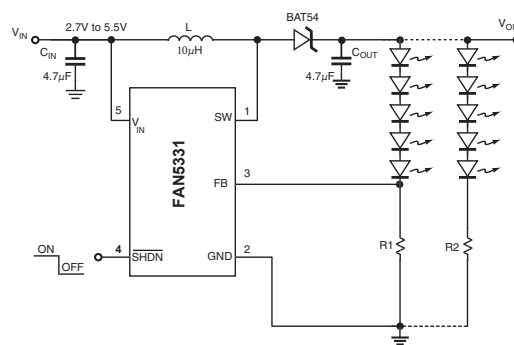 BAT54
V_IN
2.7V to 5.5V
L
C_IN
10µH
C_OUT
4.7µF
4.7µF
5
1
V_IN
SW
FAN5331
3
FB
ON
OFF
4
SHDN
GND
2
R1
R2